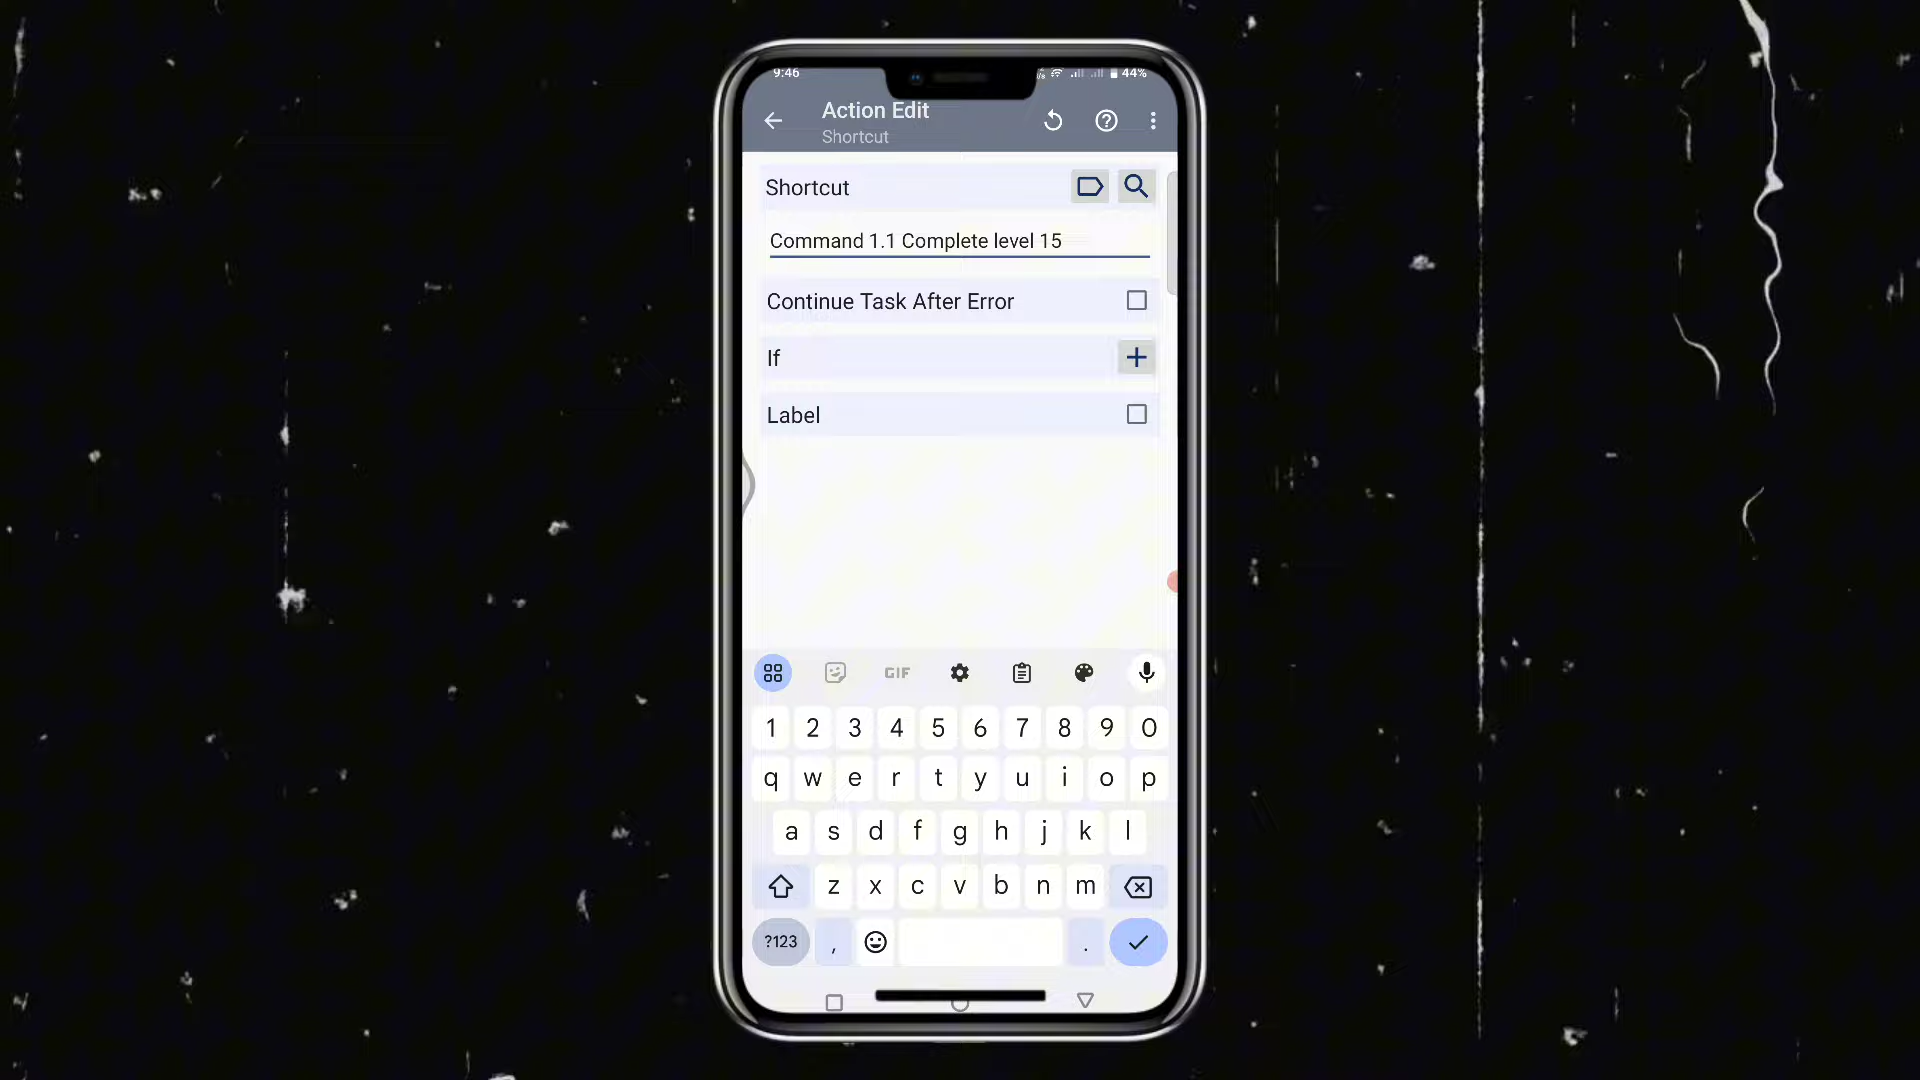 9:46
44%
Action Edit
Shortcut
Shortcut
Command 1.1 Complete level 15
Continue Task After Error
If
Label
GIF
1 2 3 4 5 6 7 8 9 0
q w e r t y u i o p
a s d f g h j k l
z x c v b n m
?123 , .